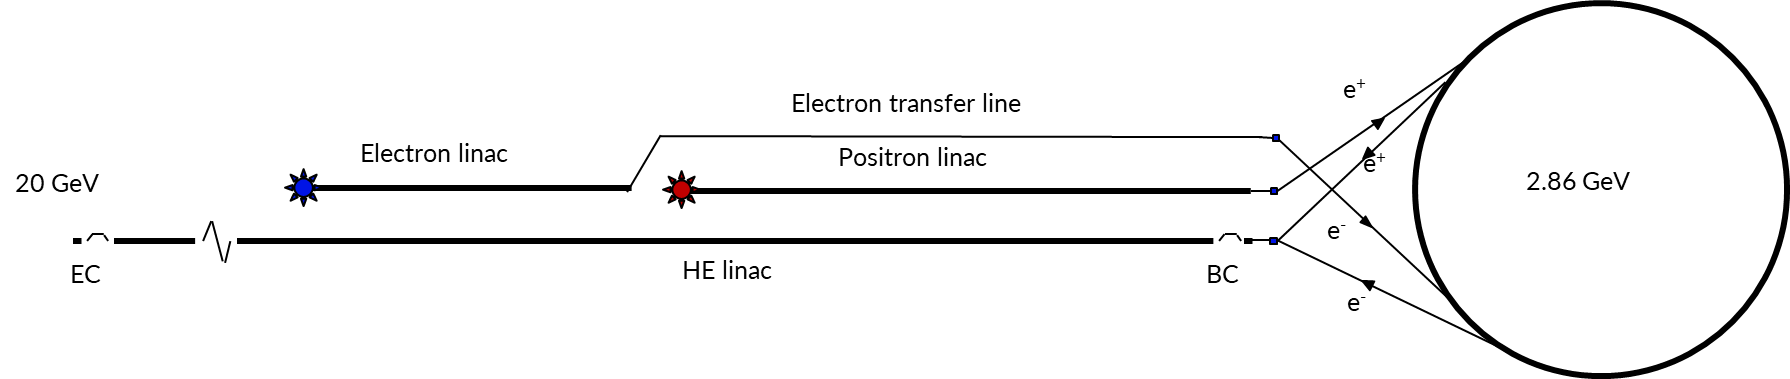 e⁺
Electron transfer line
Electron linac
Positron linac
e⁺
20 GeV
2.86 GeV
e⁻
HE linac
EC
BC
e⁻